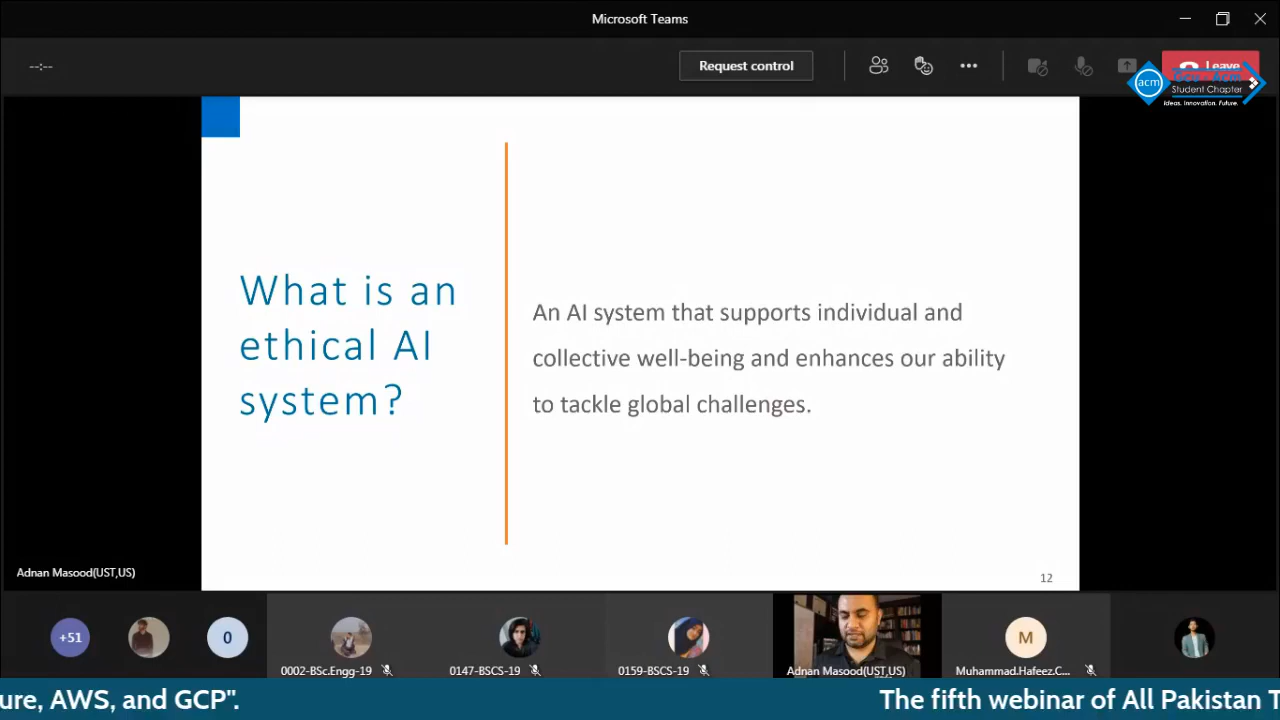 Microsoft Teams
--:--
Request control
Leave
acm
GCU - ACM
Student Chapter
Ideas. Innovation. Future.
What is an
ethical AI
system?
An AI system that supports individual and
collective well-being and enhances our ability
to tackle global challenges.
12
Adnan Masood(UST,US)
+51
0
0002-BSc.Engg-19
0147-BSCS-19
0159-BSCS-19
Adnan Masood(UST,US)
M
Muhammad.Hafeez.C...
ure, AWS, and GCP".
The fifth webinar of All Pakistan T